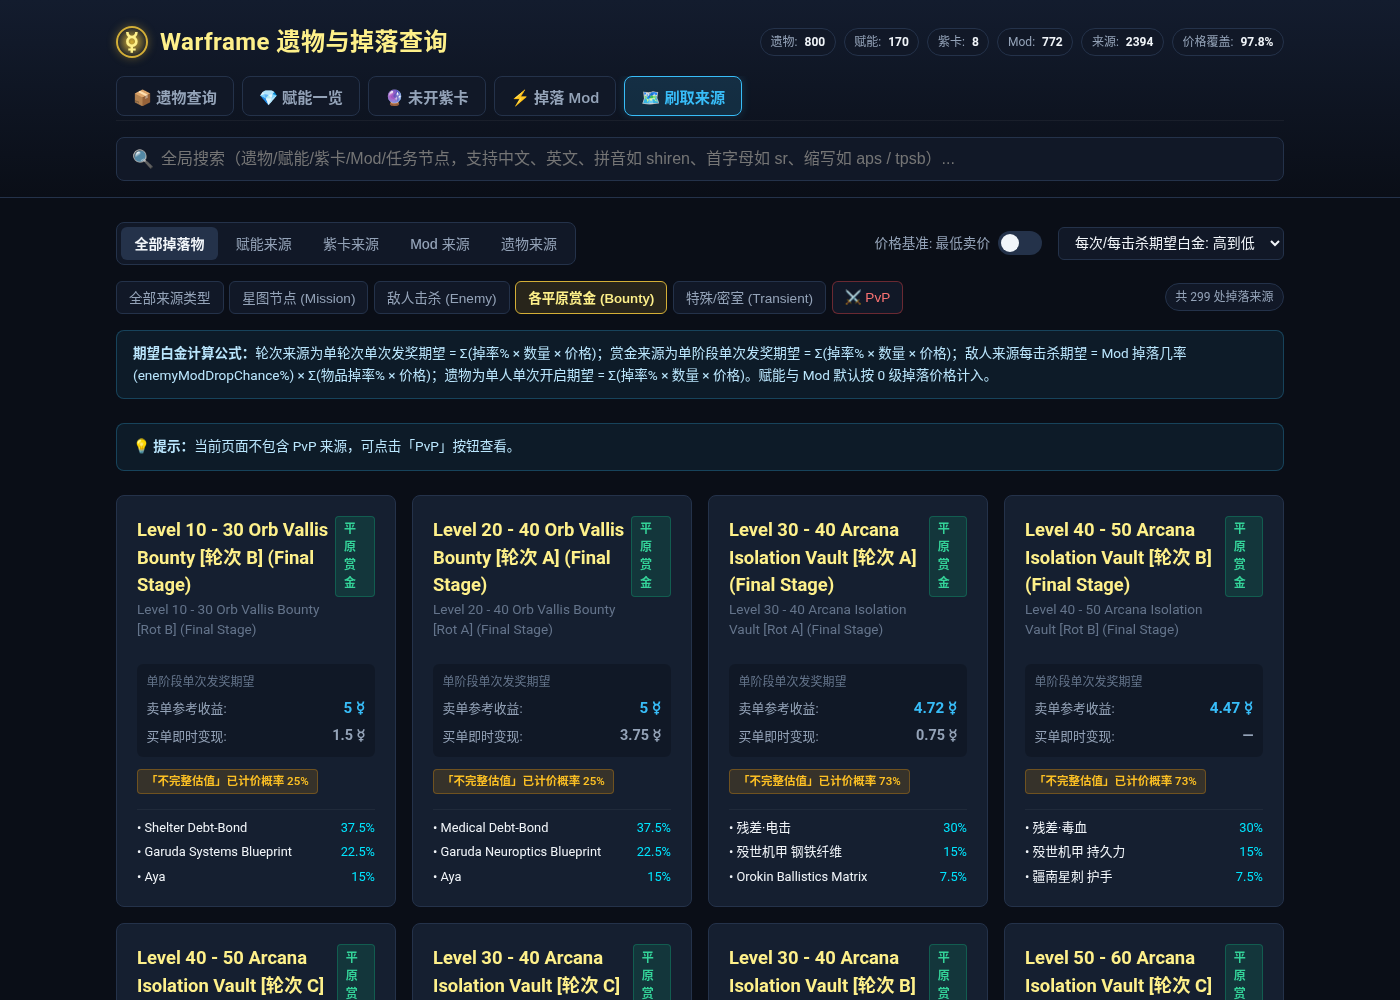 Warframe 遗物与掉落查询
遗物: 800
赋能: 170
紫卡: 8
Mod: 772
来源: 2394
价格覆盖: 97.8%
遗物查询
赋能一览
未开紫卡
掉落 Mod
刷取来源
全局搜索（遗物/赋能/紫卡/Mod/任务节点，支持中文、英文、拼音如 shiren、首字母如 sr、缩写如 aps / tpsb）...
全部掉落物
赋能来源
紫卡来源
Mod 来源
遗物来源
价格基准: 最低卖价
每次/每击杀期望白金: 高到低
全部来源类型
星图节点 (Mission)
敌人击杀 (Enemy)
各平原赏金 (Bounty)
特殊/密室 (Transient)
⚔️ PvP
共 299 处掉落来源
期望白金计算公式：轮次来源为单轮次单次发奖期望 = Σ(掉率% × 数量 × 价格)；赏金来源为单阶段单次发奖期望 = Σ(掉率% × 数量 × 价格)；敌人来源每击杀期望 = Mod 掉落几率
(enemyModDropChance%) × Σ(物品掉率% × 价格)；遗物为单人单次开启期望 = Σ(掉率% × 数量 × 价格)。赋能与 Mod 默认按 0 级掉落价格计入。
💡 提示：当前页面不包含 PvP 来源，可点击「PvP」按钮查看。
Level 10 - 30 Orb Vallis
Bounty [轮次 B] (Final
Stage)
平
原
赏
金
Level 10 - 30 Orb Vallis Bounty
[Rot B] (Final Stage)
单阶段单次发奖期望
卖单参考收益: 5 ☿
买单即时变现: 1.5 ☿
「不完整估值」已计价概率 25%
• Shelter Debt-Bond 37.5%
• Garuda Systems Blueprint 22.5%
• Aya 15%
Level 20 - 40 Orb Vallis
Bounty [轮次 A] (Final
Stage)
平
原
赏
金
Level 20 - 40 Orb Vallis Bounty
[Rot A] (Final Stage)
单阶段单次发奖期望
卖单参考收益: 5 ☿
买单即时变现: 3.75 ☿
「不完整估值」已计价概率 25%
• Medical Debt-Bond 37.5%
• Garuda Neuroptics Blueprint 22.5%
• Aya 15%
Level 30 - 40 Arcana
Isolation Vault [轮次 A]
(Final Stage)
平
原
赏
金
Level 30 - 40 Arcana Isolation
Vault [Rot A] (Final Stage)
单阶段单次发奖期望
卖单参考收益: 4.72 ☿
买单即时变现: 0.75 ☿
「不完整估值」已计价概率 73%
• 残差·电击 30%
• 殁世机甲 钢铁纤维 15%
• Orokin Ballistics Matrix 7.5%
Level 40 - 50 Arcana
Isolation Vault [轮次 B]
(Final Stage)
平
原
赏
金
Level 40 - 50 Arcana Isolation
Vault [Rot B] (Final Stage)
单阶段单次发奖期望
卖单参考收益: 4.47 ☿
买单即时变现: —
「不完整估值」已计价概率 73%
• 残差·毒血 30%
• 殁世机甲 持久力 15%
• 疆南星刺 护手 7.5%
Level 40 - 50 Arcana
Isolation Vault [轮次 C]
平
原
赏
Level 30 - 40 Arcana
Isolation Vault [轮次 C]
平
原
赏
Level 30 - 40 Arcana
Isolation Vault [轮次 B]
平
原
赏
Level 50 - 60 Arcana
Isolation Vault [轮次 C]
平
原
赏